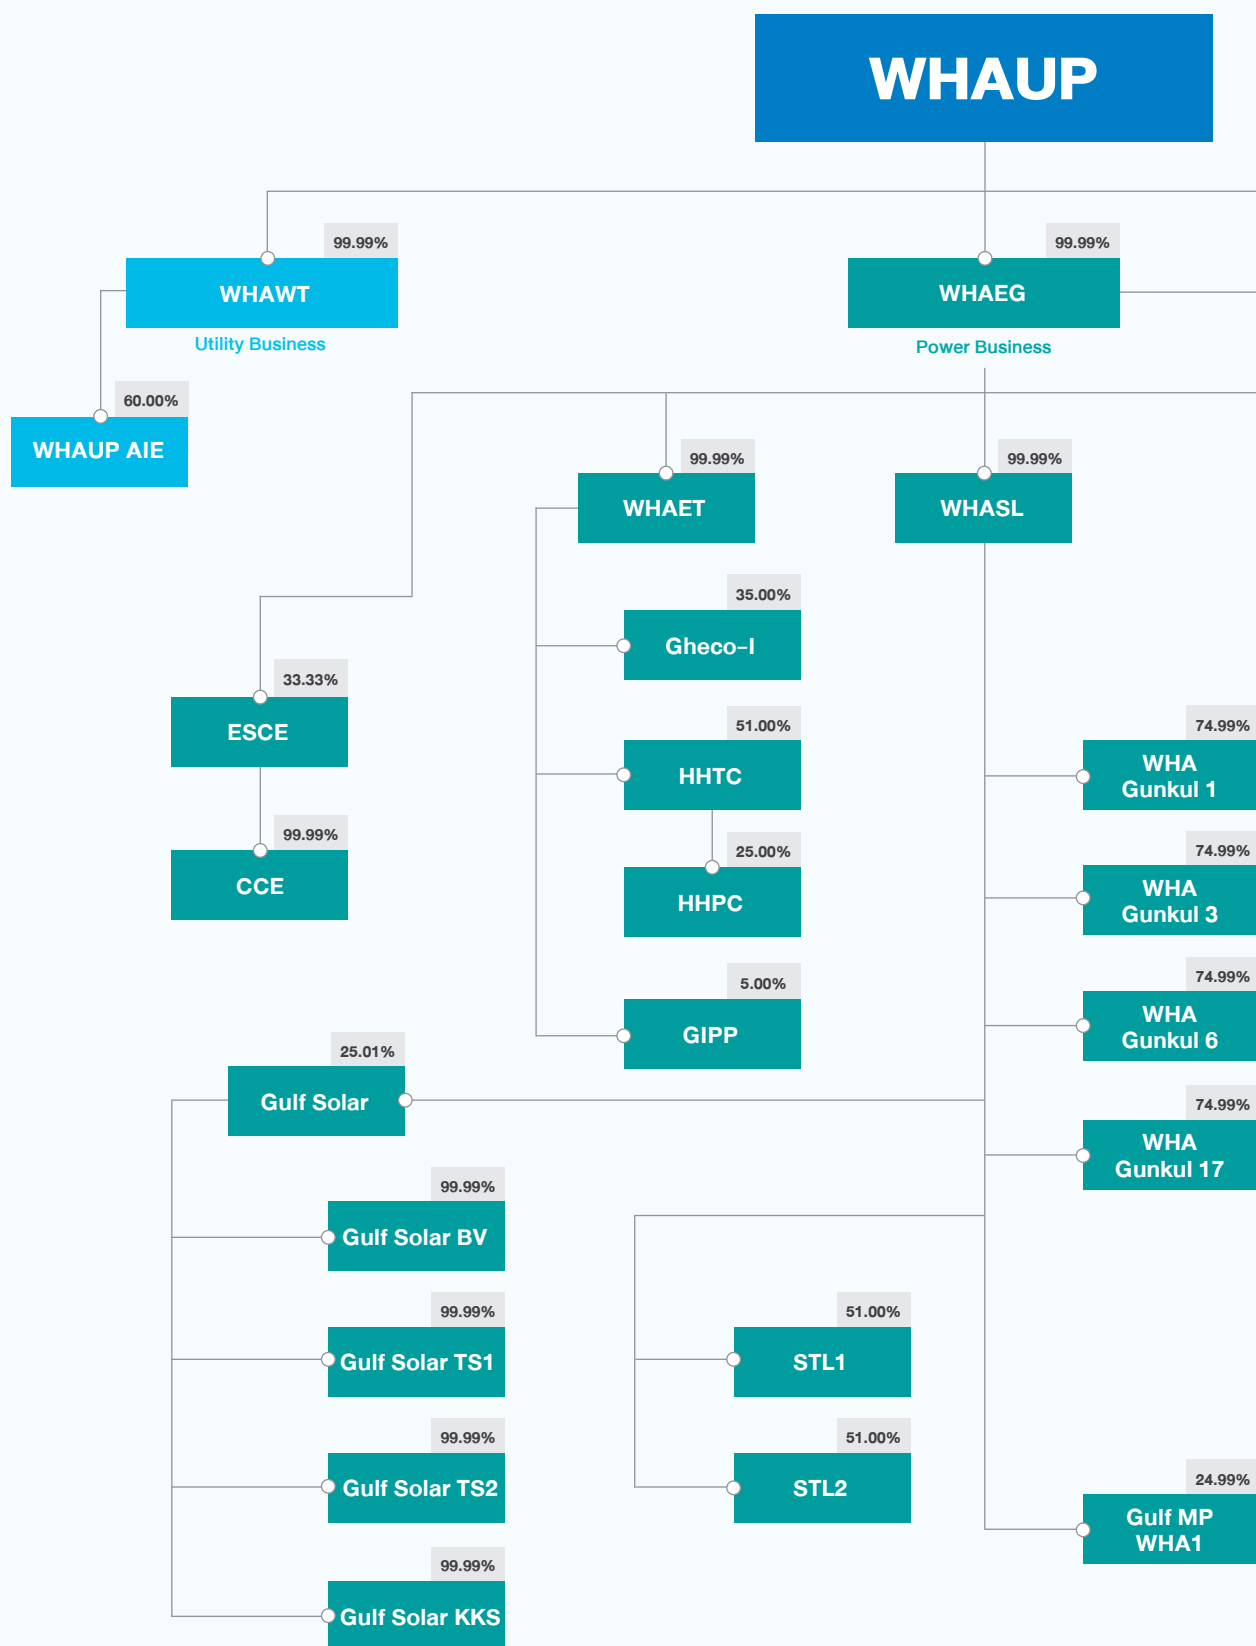 WHAUP
99.99%
WHAWT
Utility Business
99.99%
WHAEG
Power Business
60.00%
WHAUP AIE
99.99%
WHAET
99.99%
WHASL
35.00%
Gheco-I
33.33%
ESCE
51.00%
HHTC
74.99%
WHA
Gunkul 1
99.99%
CCE
25.00%
HHPC
74.99%
WHA
Gunkul 3
5.00%
GIPP
74.99%
WHA
Gunkul 6
25.01%
Gulf Solar
74.99%
WHA
Gunkul 17
99.99%
Gulf Solar BV
99.99%
Gulf Solar TS1
51.00%
STL1
99.99%
Gulf Solar TS2
51.00%
STL2
24.99%
Gulf MP
WHA1
99.99%
Gulf Solar KKS